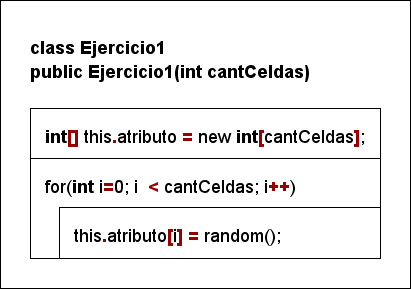 class Ejercicio1
public Ejercicio1(int cantCeldas)
int[] this.atributo = new int[cantCeldas];
for(int i=0; i < cantCeldas; i++)
this.atributo[i] = random();